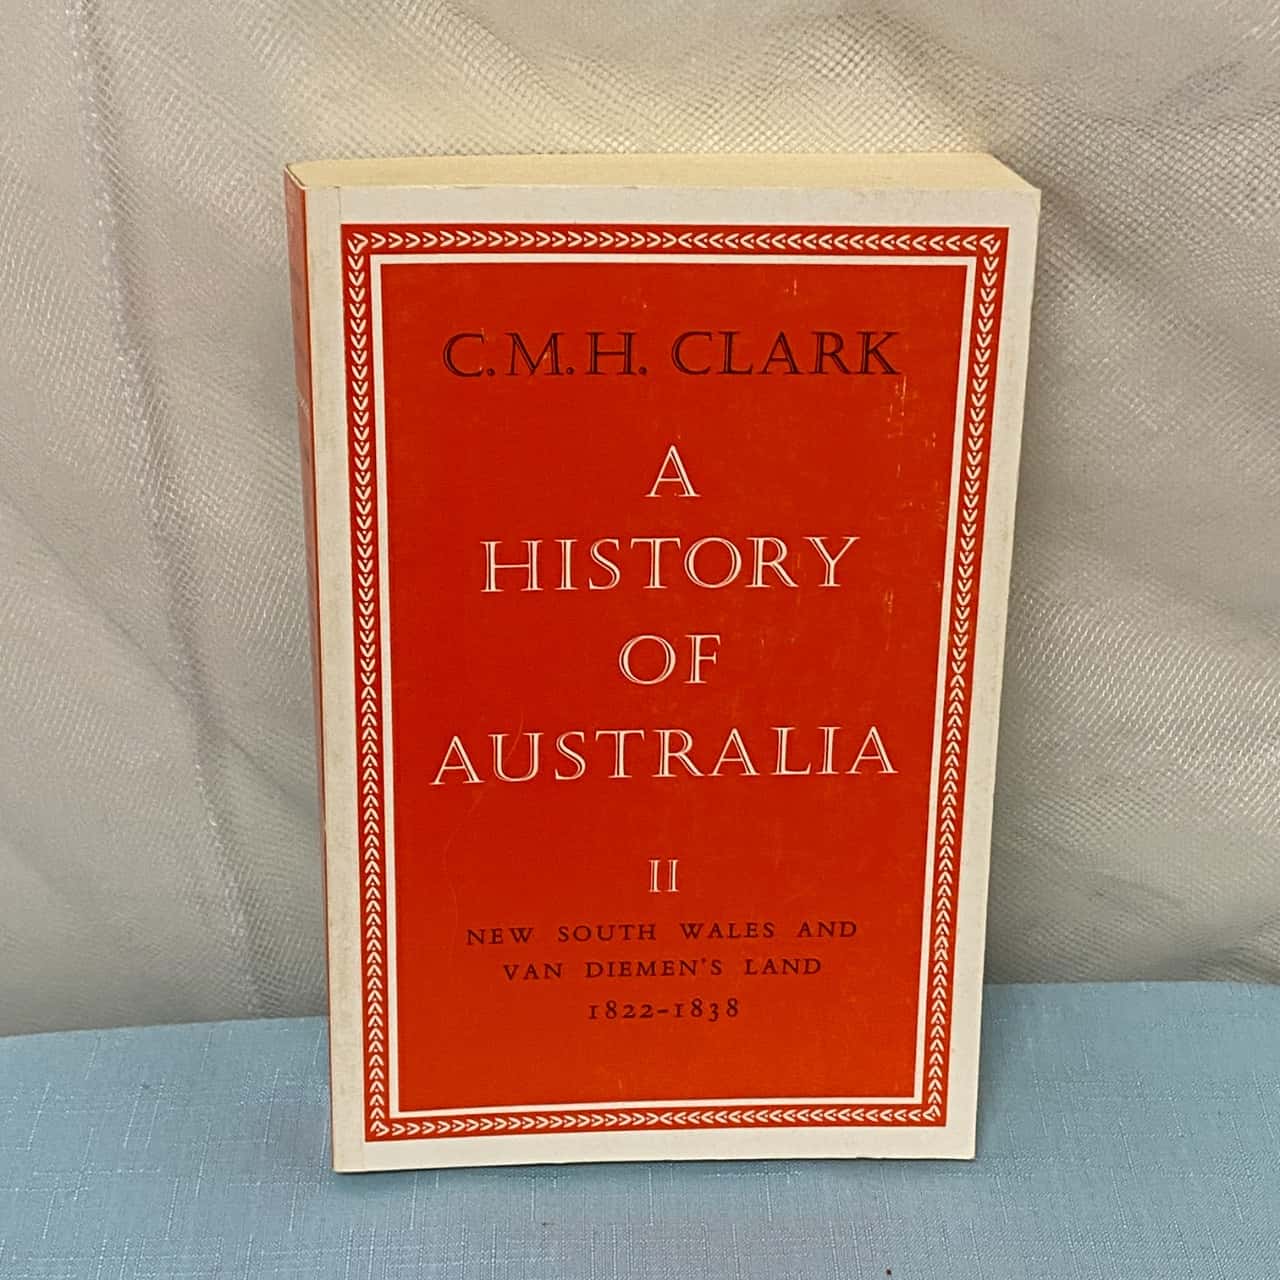 C.M.H. CLARK
A
HISTORY
OF
AUSTRALIA
II
NEW SOUTH WALES AND
VAN DIEMEN'S LAND
1822-1838